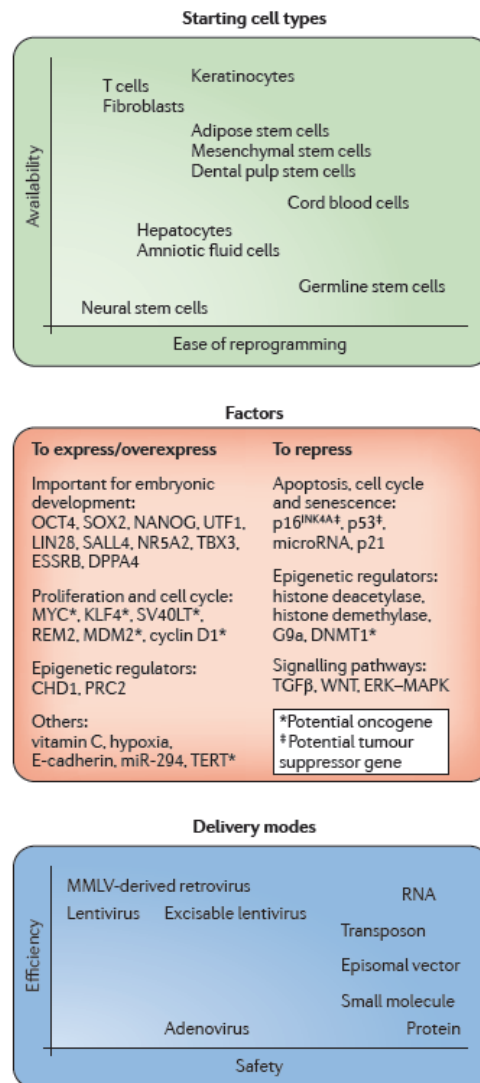 Starting cell types
Availability
Keratinocytes
T cells
Fibroblasts
Adipose stem cells
Mesenchymal stem cells
Dental pulp stem cells
Cord blood cells
Hepatocytes
Amniotic fluid cells
Germline stem cells
Neural stem cells
Ease of reprogramming
Factors
To express/overexpress
Important for embryonic
development:
OCT4, SOX2, NANOG, UTF1,
LIN28, SALL4, NR5A2, TBX3,
ESSRB, DPPA4
Proliferation and cell cycle:
MYC*, KLF4*, SV40LT*,
REM2, MDM2*, cyclin D1*
Epigenetic regulators:
CHD1, PRC2
Others:
vitamin C, hypoxia,
E-cadherin, miR-294, TERT*
To repress
Apoptosis, cell cycle
and senescence:
p16^INK4A‡, p53‡,
microRNA, p21
Epigenetic regulators:
histone deacetylase,
histone demethylase,
G9a, DNMT1*
Signalling pathways:
TGFβ, WNT, ERK–MAPK
*Potential oncogene
‡Potential tumour
suppressor gene
Delivery modes
Efficiency
MMLV-derived retrovirus
RNA
Lentivirus Excisable lentivirus
Transposon
Episomal vector
Small molecule
Adenovirus Protein
Safety